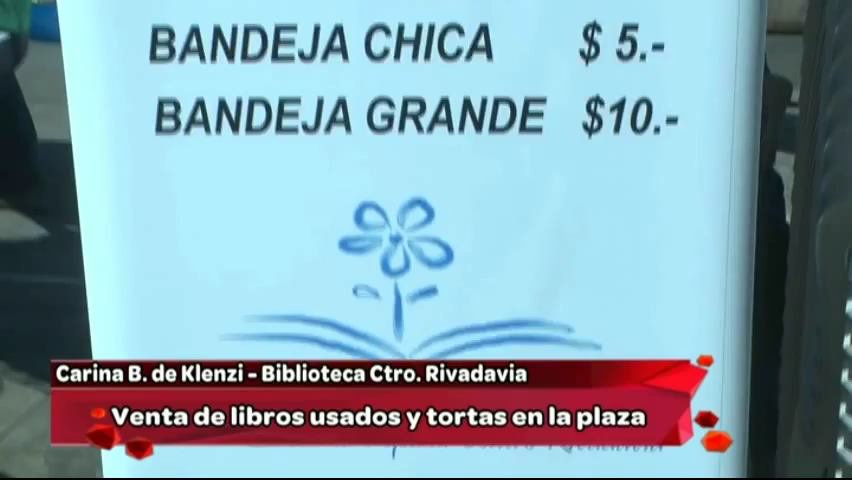 BANDEJA CHICA $ 5.-
BANDEJA GRANDE $10.-
Carina B. de Klenzi - Biblioteca Ctro. Rivadavia
Venta de libros usados y tortas en la plaza